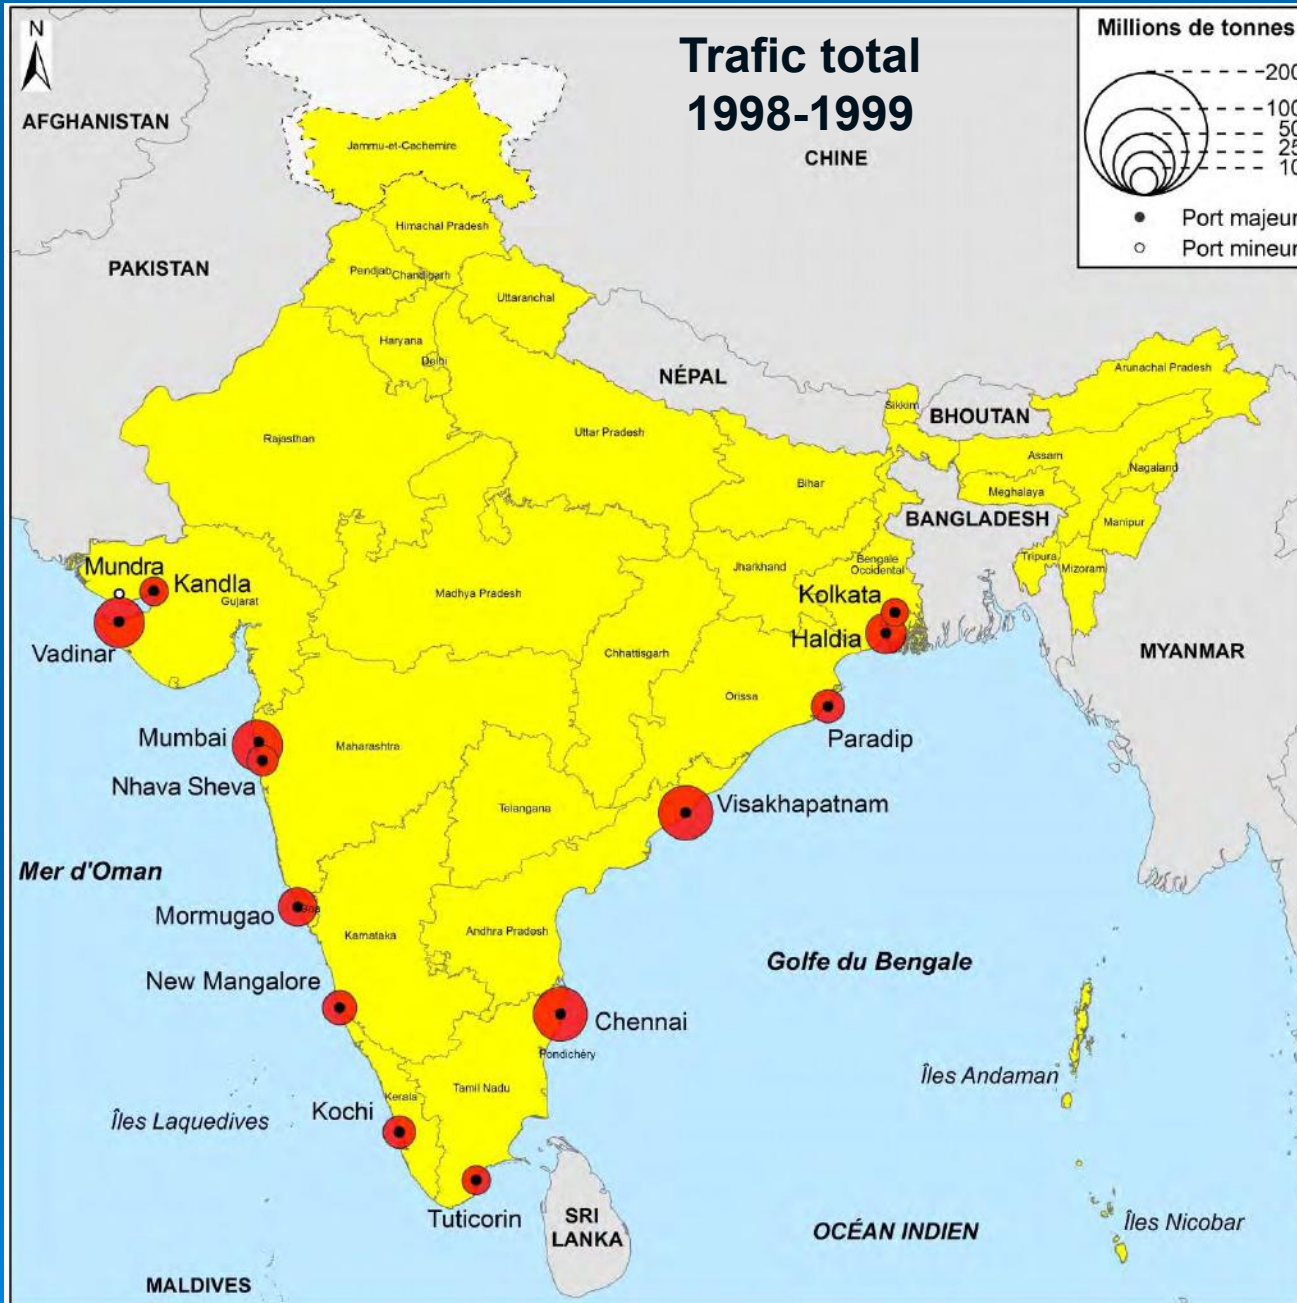 Trafic total
1998-1999
N
Millions de tonnes
200
100
50
25
10
Port majeur
Port mineur
AFGHANISTAN
CHINE
PAKISTAN
NÉPAL
BHOUTAN
BANGLADESH
MYANMAR
SRI
LANKA
MALDIVES
Jammu-et-Cachemire
Himachal Pradesh
Pendjab
Chandigarh
Uttaranchal
Haryana
Delhi
Rajasthan
Uttar Pradesh
Sikkim
Arunachal Pradesh
Assam
Nagaland
Meghalaya
Manipur
Tripura
Mizoram
Bihar
Jharkhand
Bengale
Occidental
Gujarat
Madhya Pradesh
Chhattisgarh
Orissa
Maharashtra
Telangana
Goa
Karnataka
Andhra Pradesh
Pondichéry
Tamil Nadu
Kerala
Mundra
Kandla
Vadinar
Kolkata
Haldia
Paradip
Mumbai
Nhava Sheva
Visakhapatnam
Mormugao
New Mangalore
Chennai
Kochi
Tuticorin
Mer d'Oman
Golfe du Bengale
Îles Andaman
Îles Laquedives
Îles Nicobar
OCÉAN INDIEN